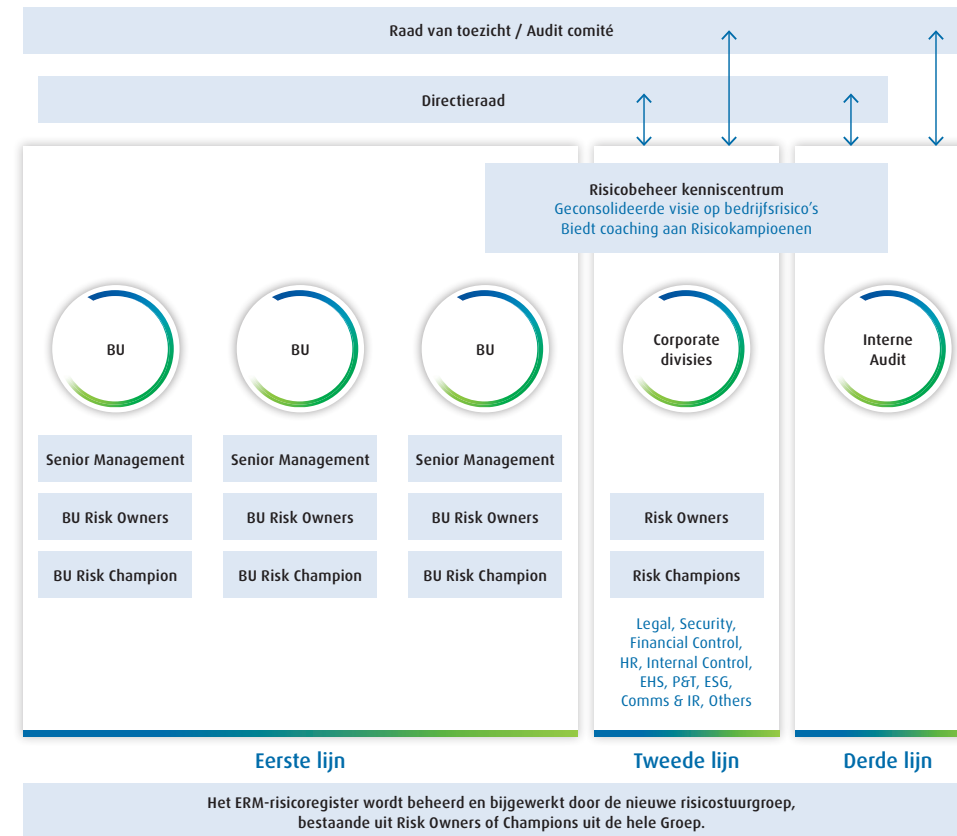 Raad van toezicht / Audit comité
Directieraad
Risicobeheer kenniscentrum
Geconsolideerde visie op bedrijfsrisico's
Biedt coaching aan Risicokampioenen
BU
BU
BU
Corporate
divisies
Interne
Audit
Senior Management
Senior Management
Senior Management
BU Risk Owners
BU Risk Owners
BU Risk Owners
Risk Owners
BU Risk Champion
BU Risk Champion
BU Risk Champion
Risk Champions
Legal, Security,
Financial Control,
HR, Internal Control,
EHS, P&T, ESG,
Comms & IR, Others
Eerste lijn
Tweede lijn
Derde lijn
Het ERM-risicoregister wordt beheerd en bijgewerkt door de nieuwe risicostuurgroep,
bestaande uit Risk Owners of Champions uit de hele Groep.